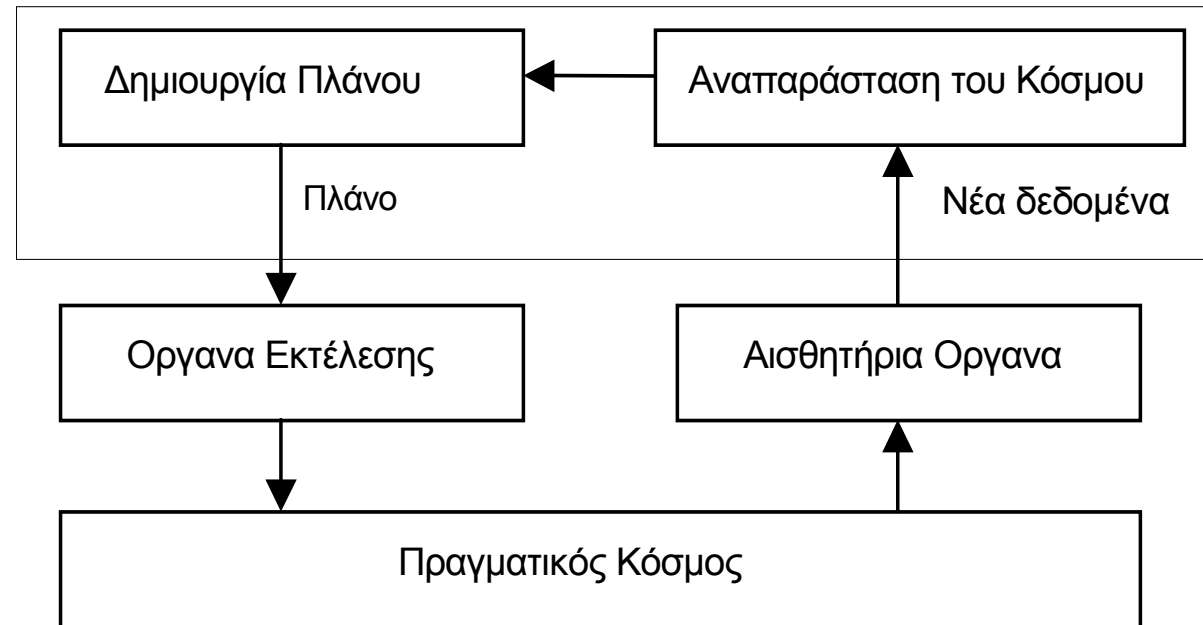 Δημιουργία Πλάνου
Αναπαράσταση του Κόσμου
Πλάνο
Νέα δεδομένα
Οργανα Εκτέλεσης
Αισθητήρια Οργανα
Πραγματικός Κόσμος